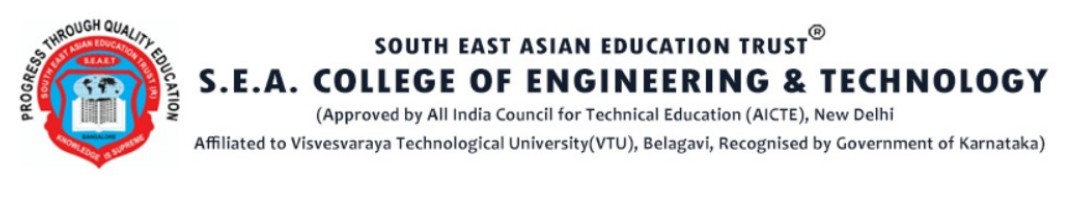 PROGRESS THROUGH QUALITY EDUCATION
SOUTH EAST ASIAN EDUCATION TRUST (R)
S.E.A.E.T
BANGALORE
KNOWLEDGE IS SUPREME
SOUTH EAST ASIAN EDUCATION TRUST®
S.E.A. COLLEGE OF ENGINEERING & TECHNOLOGY
(Approved by All India Council for Technical Education (AICTE), New Delhi
Affiliated to Visvesvaraya Technological University(VTU), Belagavi, Recognised by Government of Karnataka)